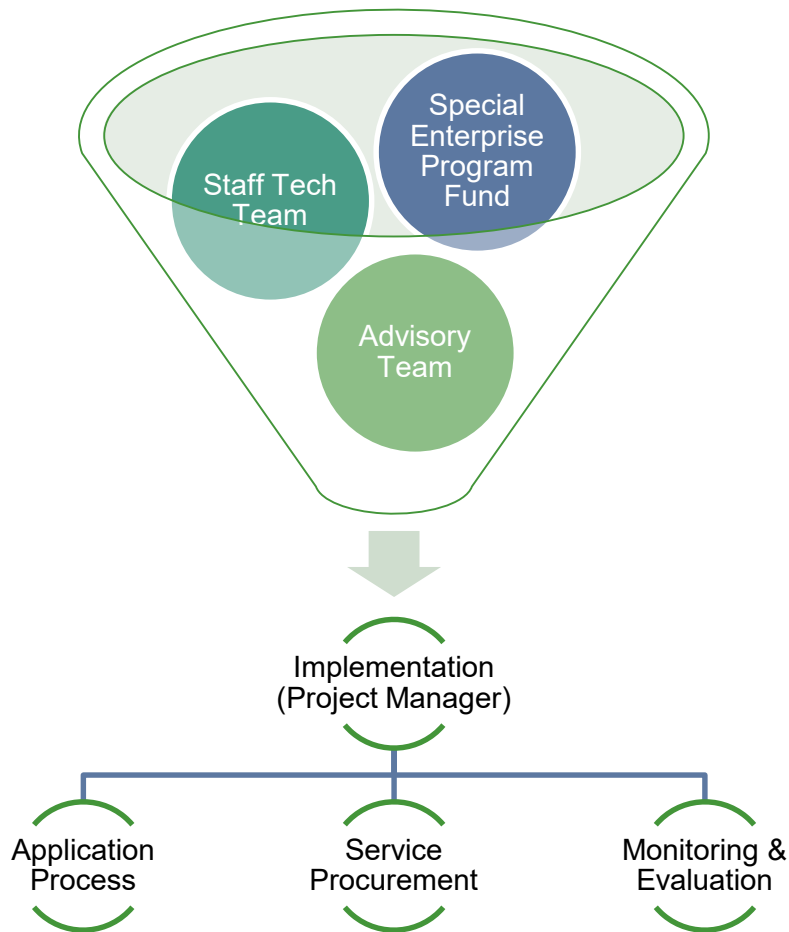 Special
Enterprise
Program
Fund
Staff Tech
Team
Advisory
Team
Implementation
(Project Manager)
Application
Process
Service
Procurement
Monitoring &
Evaluation